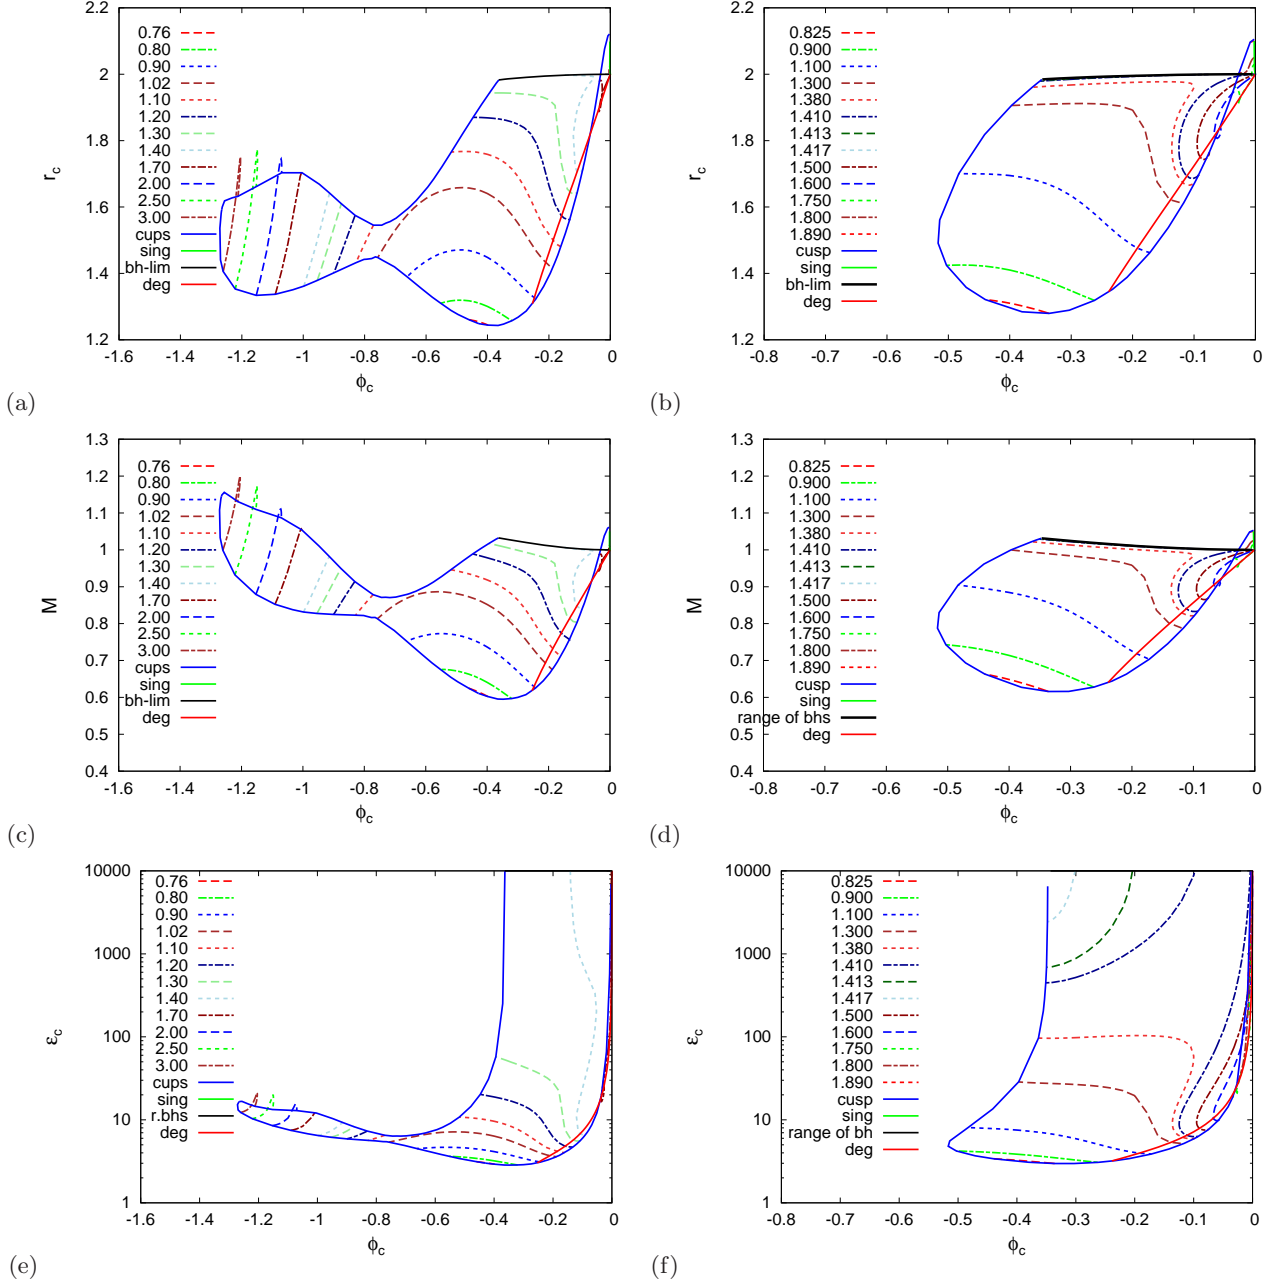 2.2
2
1.8
1.6
1.4
1.2
r_c
0.76
0.80
0.90
1.02
1.10
1.20
1.30
1.40
1.70
2.00
2.50
3.00
cups
sing
bh-lim
deg
-1.6 -1.4 -1.2 -1 -0.8 -0.6 -0.4 -0.2 0
ϕ_c
(a)
2.2
2
1.8
1.6
1.4
1.2
r_c
0.825
0.900
1.100
1.300
1.380
1.410
1.413
1.417
1.500
1.600
1.750
1.800
1.890
cusp
sing
bh-lim
deg
-0.8 -0.7 -0.6 -0.5 -0.4 -0.3 -0.2 -0.1 0
ϕ_c
(b)
1.3
1.2
1.1
1
0.9
0.8
0.7
0.6
0.5
0.4
M
0.76
0.80
0.90
1.02
1.10
1.20
1.30
1.40
1.70
2.00
2.50
3.00
cups
sing
bh-lim
deg
-1.6 -1.4 -1.2 -1 -0.8 -0.6 -0.4 -0.2 0
ϕ_c
(c)
1.3
1.2
1.1
1
0.9
0.8
0.7
0.6
0.5
0.4
M
0.825
0.900
1.100
1.300
1.380
1.410
1.413
1.417
1.500
1.600
1.750
1.800
1.890
cusp
sing
range of bhs
deg
-0.8 -0.7 -0.6 -0.5 -0.4 -0.3 -0.2 -0.1 0
ϕ_c
(d)
10000
1000
100
10
1
ε_c
0.76
0.80
0.90
1.02
1.10
1.20
1.30
1.40
1.70
2.00
2.50
3.00
cups
sing
r.bhs
deg
-1.6 -1.4 -1.2 -1 -0.8 -0.6 -0.4 -0.2 0
ϕ_c
(e)
10000
1000
100
10
1
ε_c
0.825
0.900
1.100
1.300
1.380
1.410
1.413
1.417
1.500
1.600
1.750
1.800
1.890
cusp
sing
range of bh
deg
-0.8 -0.7 -0.6 -0.5 -0.4 -0.3 -0.2 -0.1 0
ϕ_c
(f)